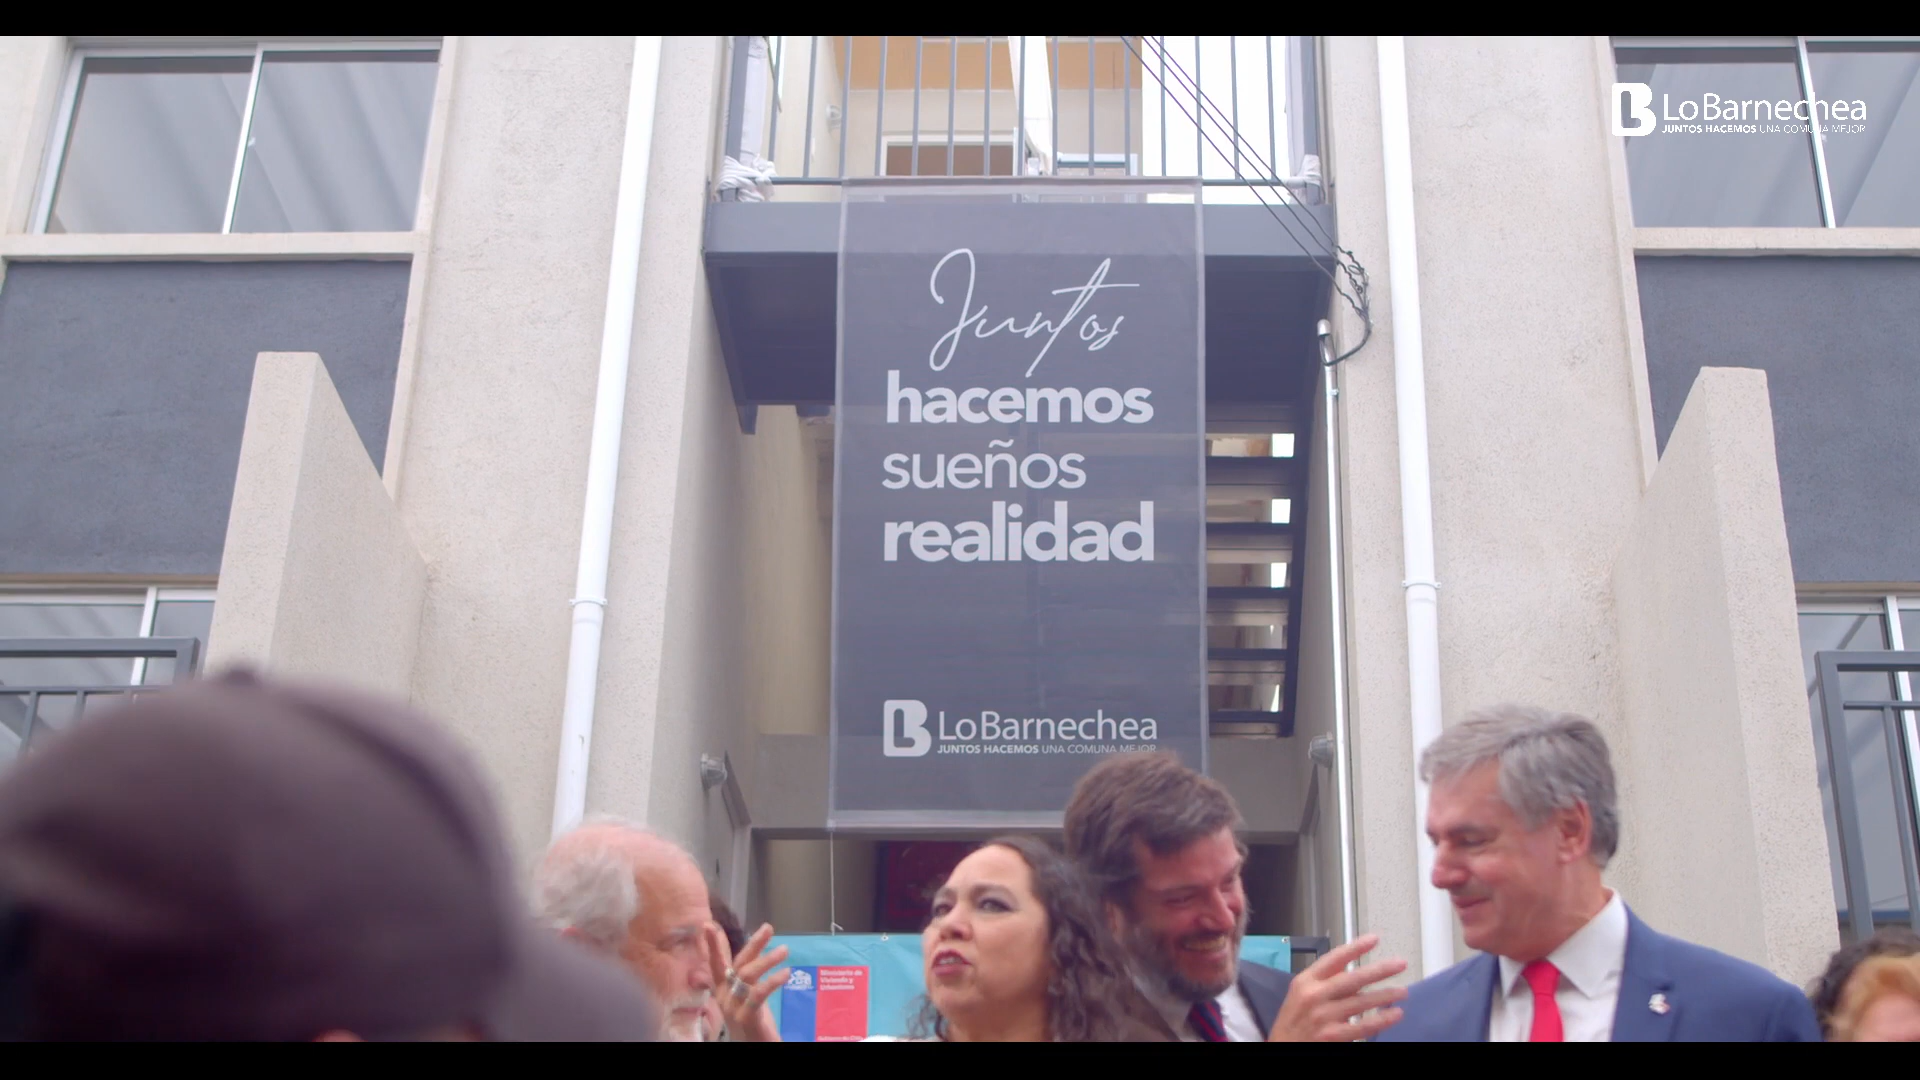 LoBarnechea
JUNTOS HACEMOS UNA COMUNA MEJOR
Juntos
hacemos
sueños
realidad
LoBarnechea
JUNTOS HACEMOS UNA COMUNA MEJOR
Ministerio de
Vivienda y
Urbanismo